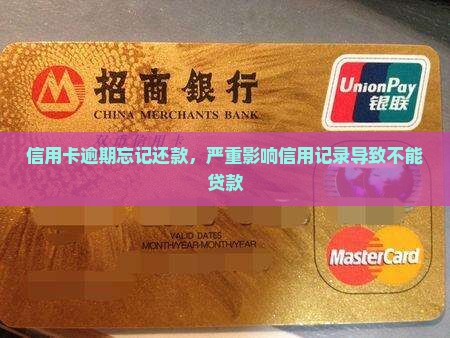 招商銀行
CHINA MERCHANTS BANK
UnionPay
银联
信用卡逾期忘记还款，严重影响信用记录导致不能
贷款
VALID DATES
MONTH/YEAR-MONTH/YEAR
MasterCard